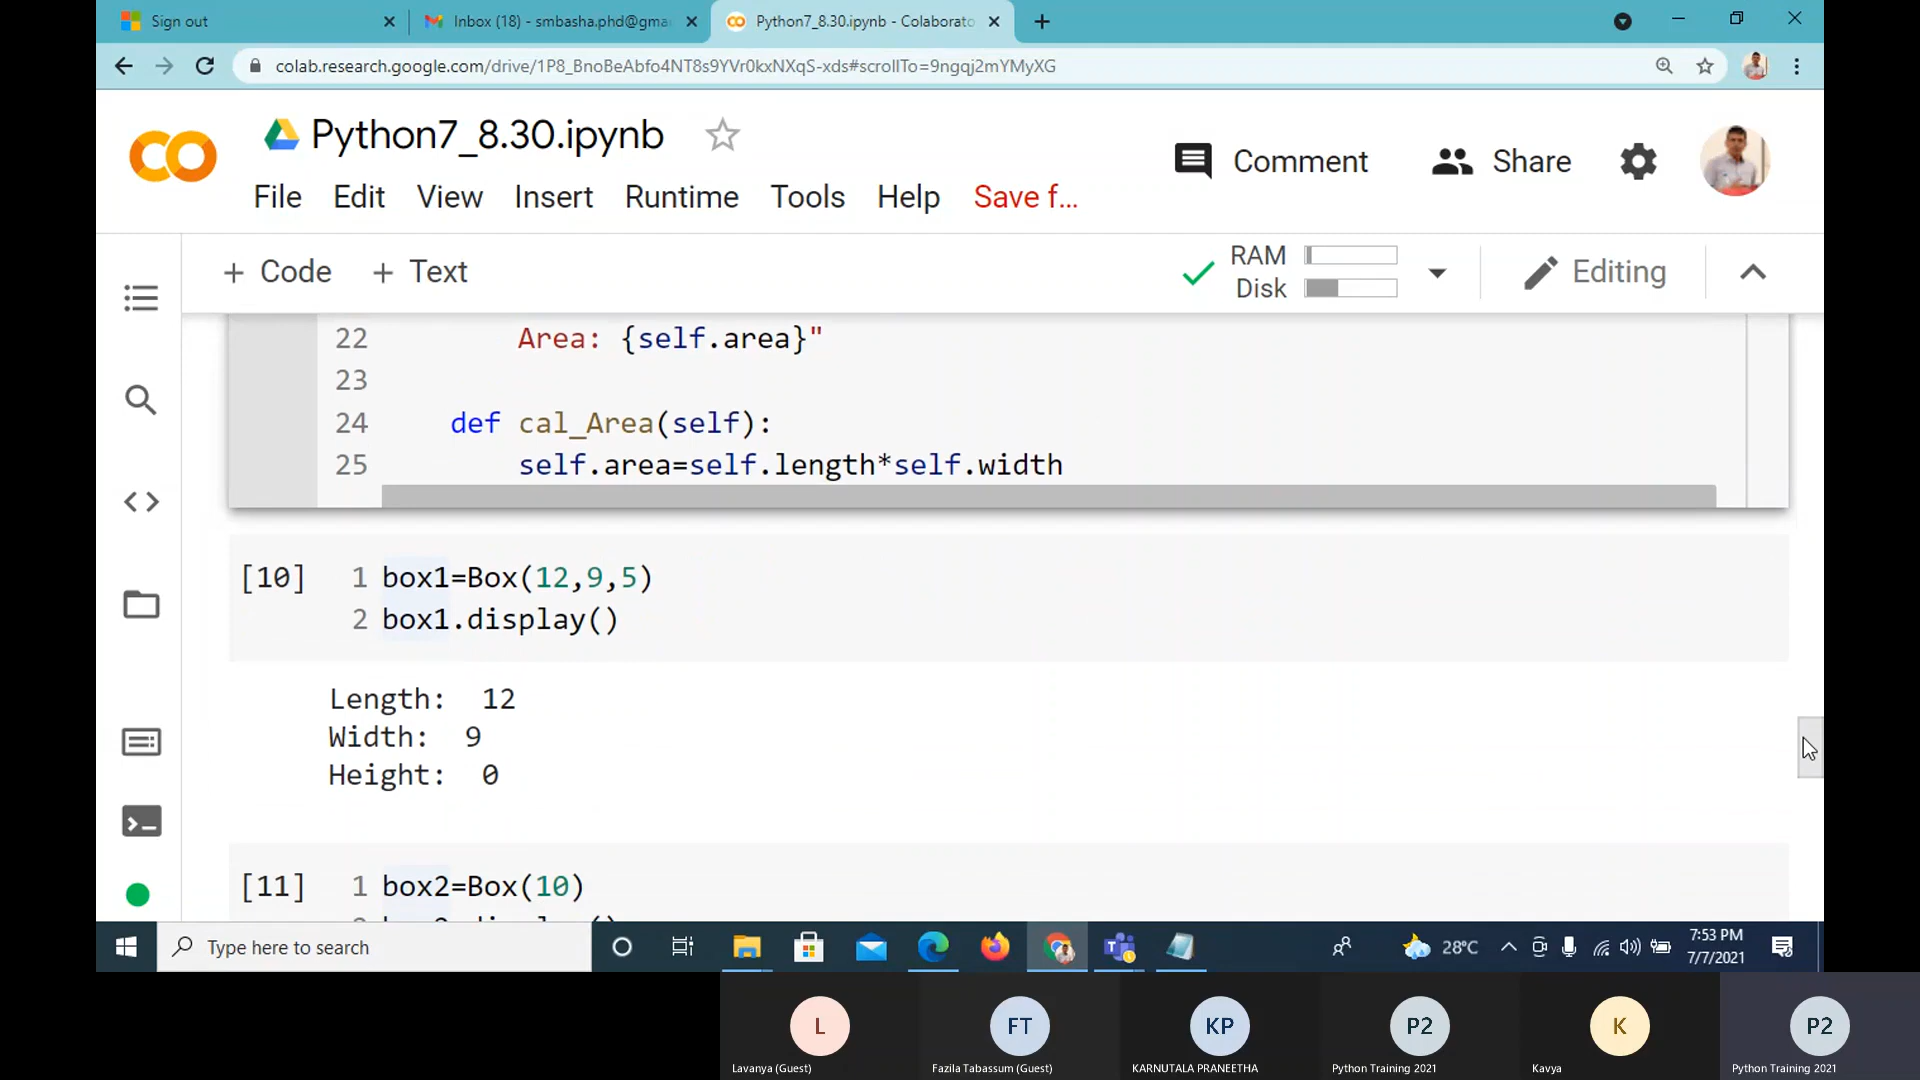 Sign out
Inbox (18) - smbasha.phd@gma
Python7_8.30.ipynb - Colaborato
colab.research.google.com/drive/1P8_BnoBeAbfo4NT8s9YVr0kxNXqS-xds#scrollTo=9ngqj2mYMyXG
Python7_8.30.ipynb
Comment
Share
File Edit View Insert Runtime Tools Help Save f...
+ Code + Text
RAM
Disk
Editing
22 Area: {self.area}"
23
24 def cal_Area(self):
25 self.area=self.length*self.width
[10] 1 box1=Box(12,9,5)
2 box1.display()
Length: 12
Width: 9
Height: 0
[11] 1 box2=Box(10)
Type here to search
28°C
7:53 PM
7/7/2021
L
FT
KP
P2
K
P2
Lavanya (Guest)
Fazila Tabassum (Guest)
KARNUTALA PRANEETHA
Python Training 2021
Kavya
Python Training 2021